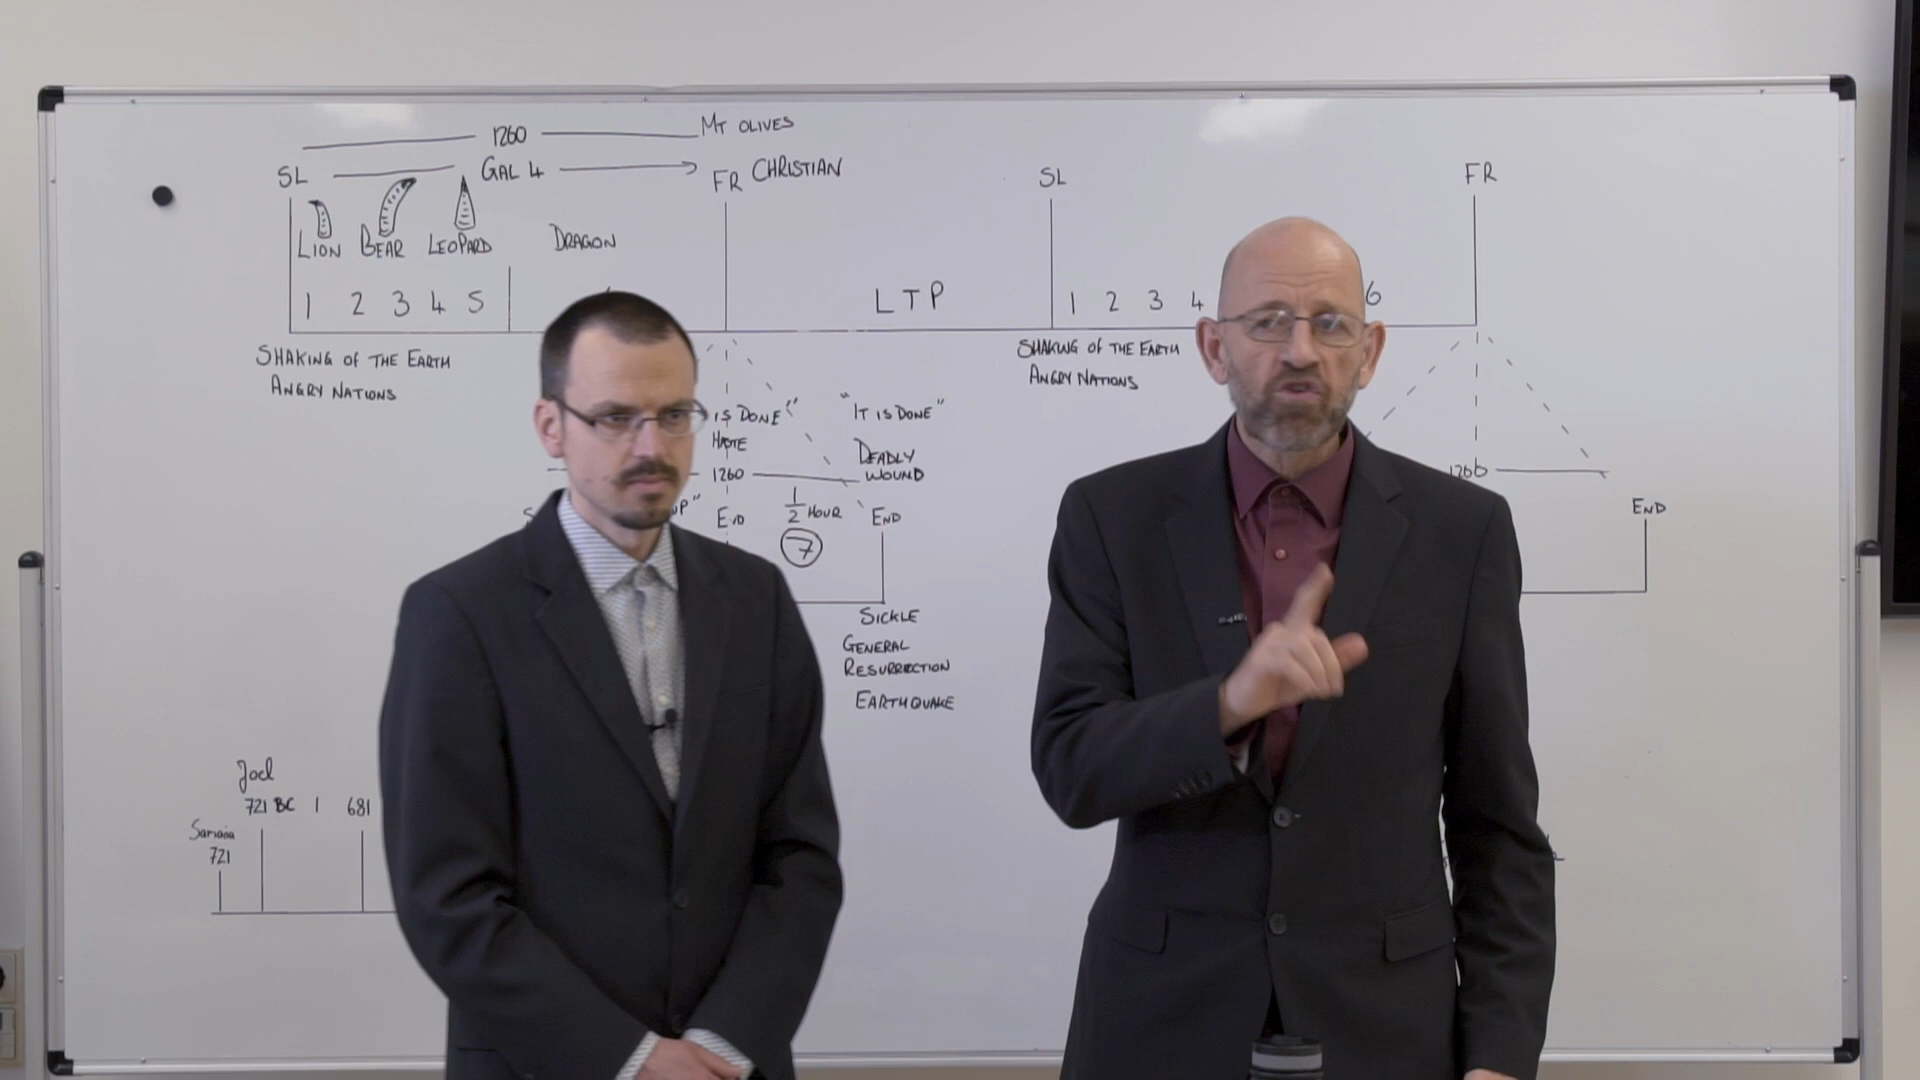 1260 MT OLIVES
SL GAL 4 FR CHRISTIAN
LION BEAR LEOPARD DRAGON
1 2 3 4 5
SHAKING OF THE EARTH
ANGRY NATIONS
LTP
SL FR
1 2 3 4 6
SHAKING OF THE EARTH
ANGRY NATIONS
IS DONE" "IT IS DONE"
HASTE
DEADLY
WOUND
1260
UP"
END 1/2 HOUR END
7
SICKLE
GENERAL
RESURRECTION
EARTHQUAKE
1260
END
Joel
721 BC 1 681
Samaria
721